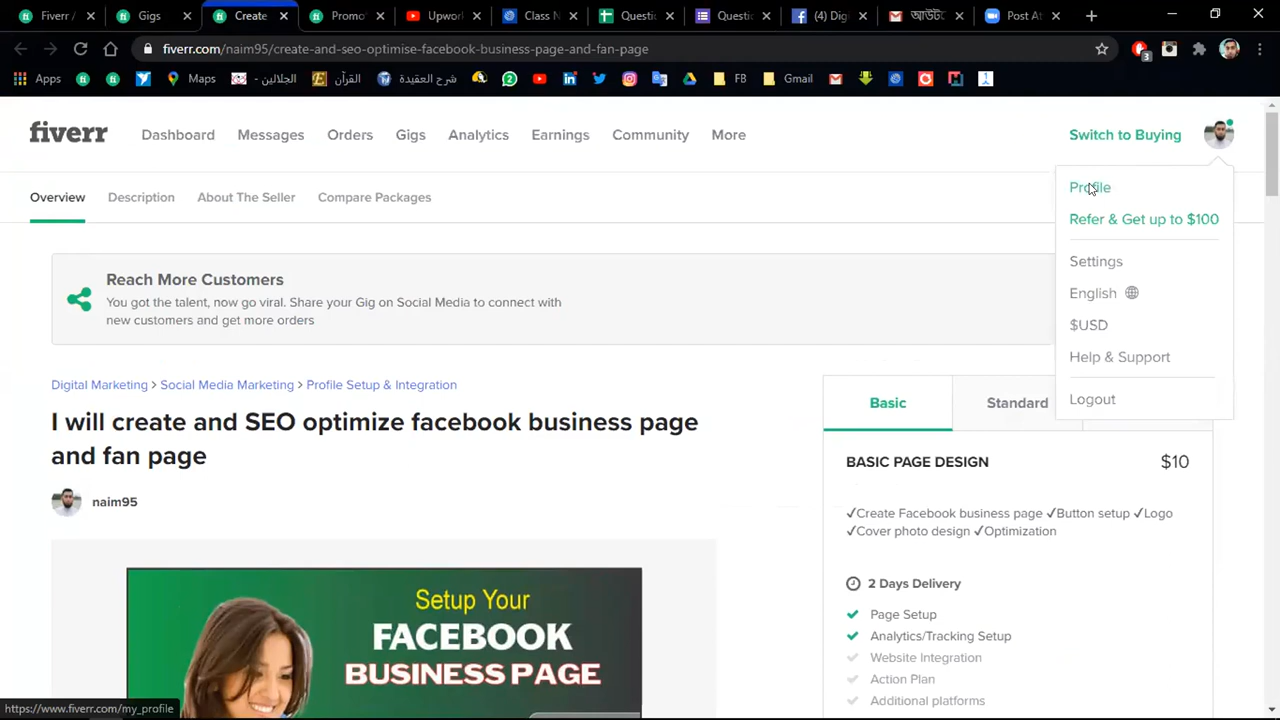 Fiverr /
Gigs
Create
Promo
Upwork
Class N
Questic
Questic
(4) Dig
আউট
Post At
fiverr.com/naim95/create-and-seo-optimise-facebook-business-page-and-fan-page
3
Apps
Maps
الجلالين -
القرآن
شرح العقيدة
FB
Gmail
fiverr
Dashboard
Messages
Orders
Gigs
Analytics
Earnings
Community
More
Switch to Buying
Overview
Description
About The Seller
Compare Packages
Profile
Refer & Get up to $100
Settings
English
$USD
Help & Support
Logout
Reach More Customers
You got the talent, now go viral. Share your Gig on Social Media to connect with
new customers and get more orders
Digital Marketing > Social Media Marketing > Profile Setup & Integration
I will create and SEO optimize facebook business page
and fan page
naim95
Setup Your
FACEBOOK
BUSINESS PAGE
Basic
Standard
BASIC PAGE DESIGN
$10
✓Create Facebook business page ✓Button setup ✓Logo
✓Cover photo design ✓Optimization
2 Days Delivery
Page Setup
Analytics/Tracking Setup
Website Integration
Action Plan
Additional platforms
https://www.fiverr.com/my_profile